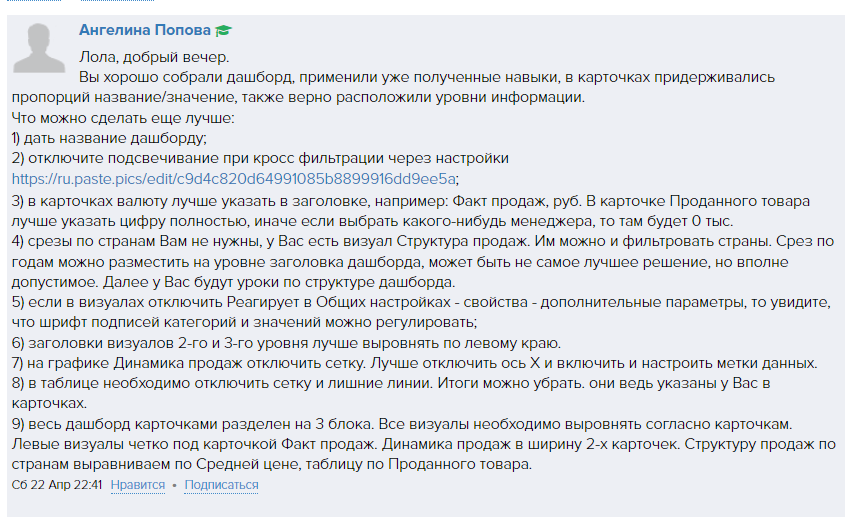 Ангелина Попова
Лола, добрый вечер.
Вы хорошо собрали дашборд, применили уже полученные навыки, в карточках придерживались
пропорций название/значение, также верно расположили уровни информации.
Что можно сделать еще лучше:
1) дать название дашборду;
2) отключите подсвечивание при кросс фильтрации через настройки
https://ru.paste.pics/edit/c9d4c820d64991085b8899916dd9ee5a;
3) в карточках валюту лучше указать в заголовке, например: Факт продаж, руб. В карточке Проданного товара
лучше указать цифру полностью, иначе если выбрать какого-нибудь менеджера, то там будет 0 тыс.
4) срезы по странам Вам не нужны, у Вас есть визуал Структура продаж. Им можно и фильтровать страны. Срез по
годам можно разместить на уровне заголовка дашборда, может быть не самое лучшее решение, но вполне
допустимое. Далее у Вас будут уроки по структуре дашборда.
5) если в визуалах отключить Реагирует в Общих настройках - свойства - дополнительные параметры, то увидите,
что шрифт подписей категорий и значений можно регулировать;
6) заголовки визуалов 2-го и 3-го уровня лучше выровнять по левому краю.
7) на графике Динамика продаж отключить сетку. Лучше отключить ось X и включить и настроить метки данных.
8) в таблице необходимо отключить сетку и лишние линии. Итоги можно убрать. они ведь указаны у Вас в
карточках.
9) весь дашборд карточками разделен на 3 блока. Все визуалы необходимо выровнять согласно карточкам.
Левые визуалы четко под карточкой Факт продаж. Динамика продаж в ширину 2-х карточек. Структуру продаж по
странам выравниваем по Средней цене, таблицу по Проданного товара.
Сб 22 Апр 22:41 Нравится • Подписаться